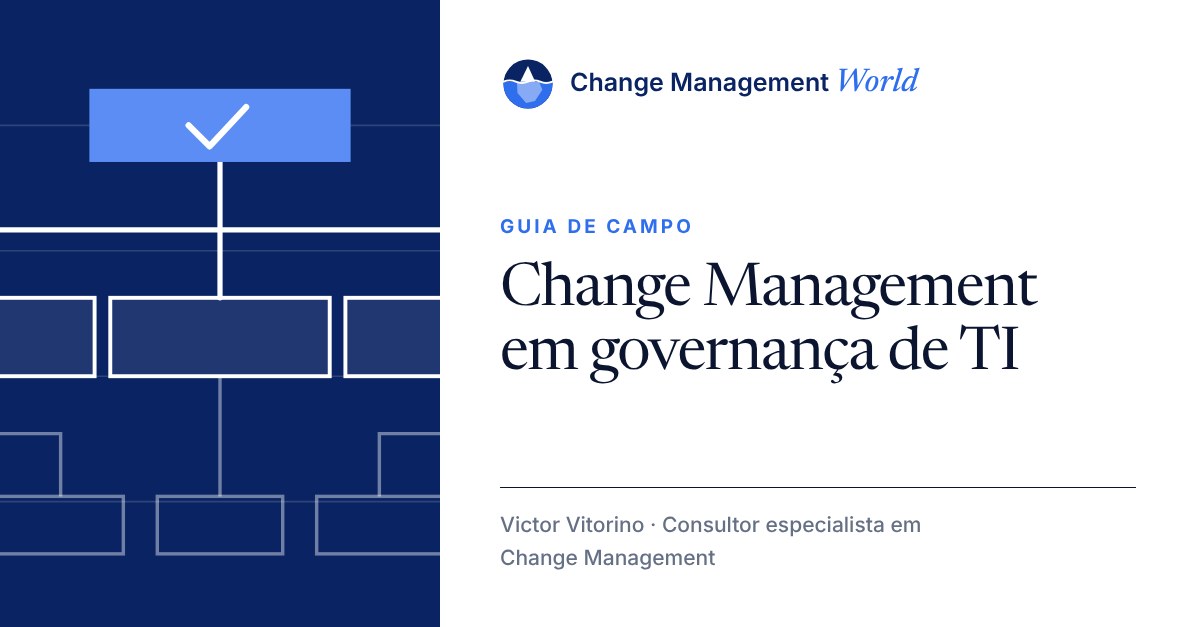 Change Management World
GUIA DE CAMPO
Change Management
em governança de TI
Victor Vitorino · Consultor especialista em
Change Management